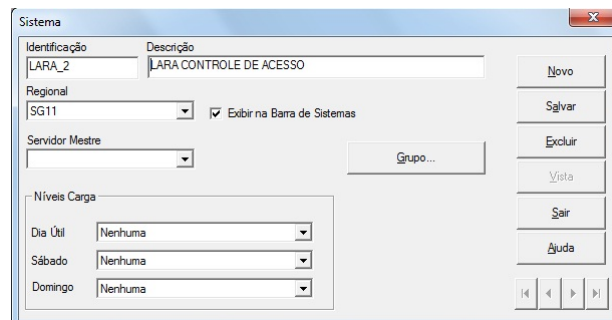 Sistema
Identificação Descrição
LARA_2 LARA CONTROLE DE ACESSO
Regional
SG11 Exibir na Barra de Sistemas
Servidor Mestre
Grupo...
Níveis Carga
Dia Útil Nenhuma
Sábado Nenhuma
Domingo Nenhuma
Novo
Salvar
Excluir
Vista
Sair
Ajuda